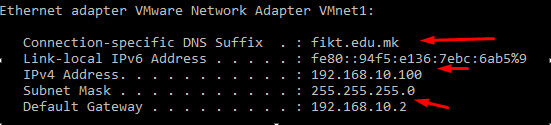 Ethernet adapter VMware Network Adapter VMnet1:
Connection-specific DNS Suffix . : fikt.edu.mk
Link-local IPv6 Address . . . . . : fe80::94f5:e136:7ebc:6ab5%9
IPv4 Address. . . . . . . . . . . : 192.168.10.100
Subnet Mask . . . . . . . . . . . : 255.255.255.0
Default Gateway . . . . . . . . . : 192.168.10.2